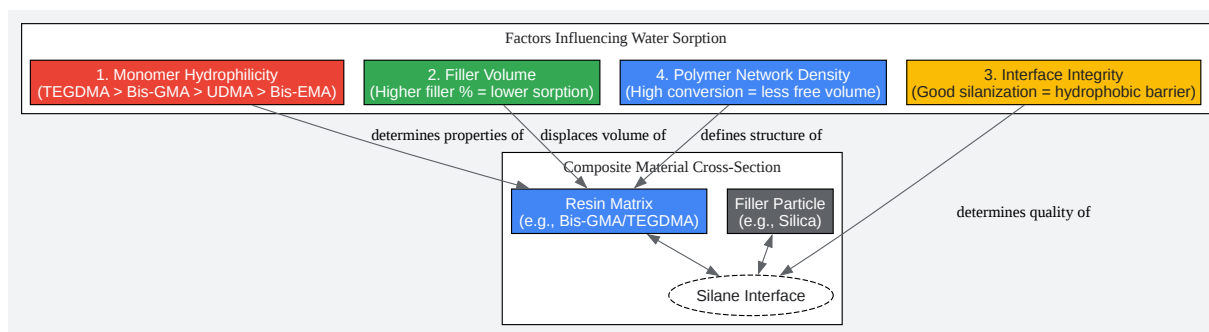 Factors Influencing Water Sorption
1. Monomer Hydrophilicity
(TEGDMA > Bis-GMA > UDMA > Bis-EMA)
2. Filler Volume
(Higher filler % = lower sorption)
4. Polymer Network Density
(High conversion = less free volume)
3. Interface Integrity
(Good silanization = hydrophobic barrier)
determines properties of
displaces volume of
defines structure of
Composite Material Cross-Section
Resin Matrix
(e.g., Bis-GMA/TEGDMA)
Filler Particle
(e.g., Silica)
determines quality of
Silane Interface